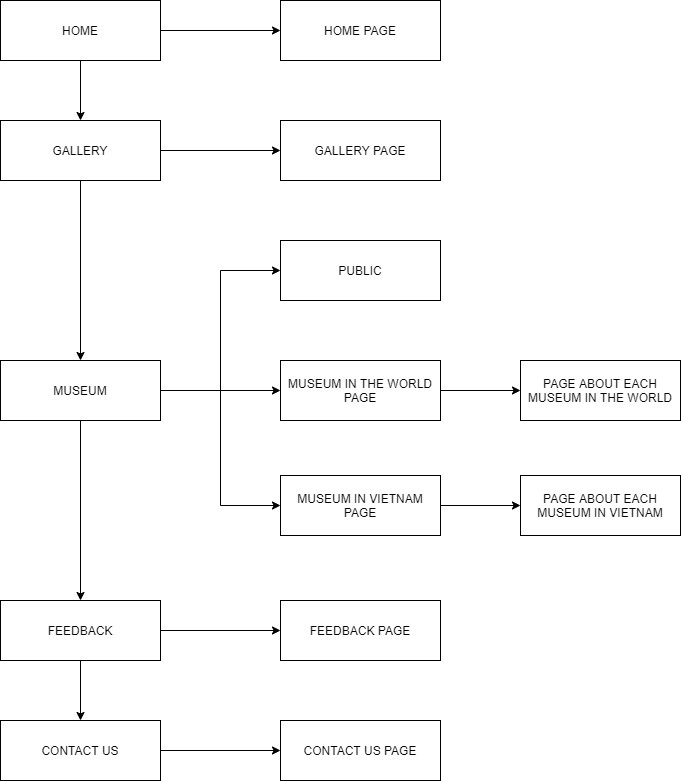 HOME
HOME PAGE
GALLERY
GALLERY PAGE
PUBLIC
MUSEUM
MUSEUM IN THE WORLD
PAGE
PAGE ABOUT EACH
MUSEUM IN THE WORLD
MUSEUM IN VIETNAM
PAGE
PAGE ABOUT EACH
MUSEUM IN VIETNAM
FEEDBACK
FEEDBACK PAGE
CONTACT US
CONTACT US PAGE